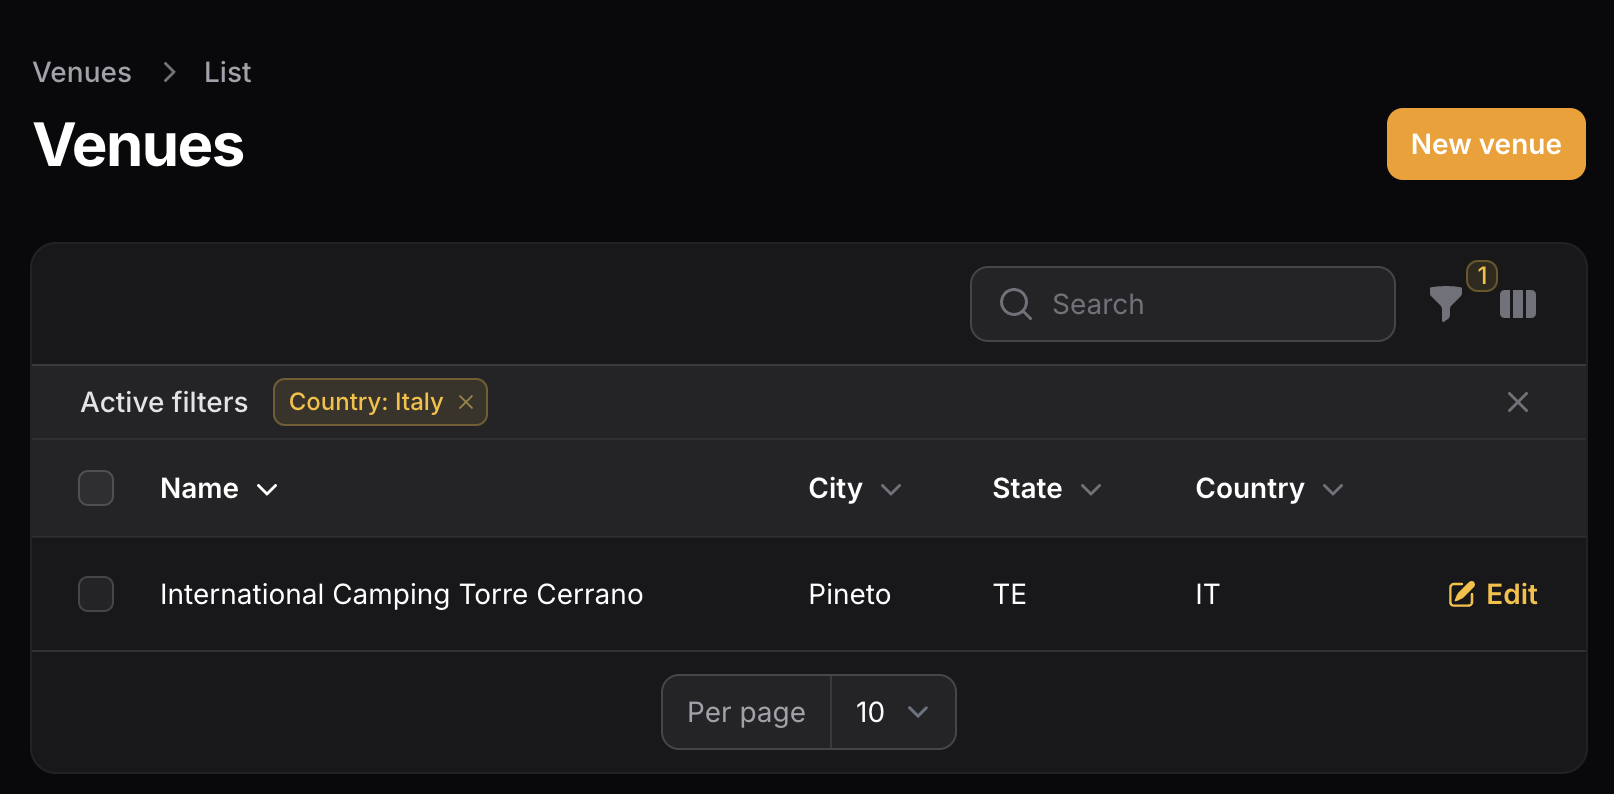 Venues > List
Venues
New venue
Search
1
Active filters Country: Italy
Name City State Country
International Camping Torre Cerrano Pineto TE IT Edit
Per page 10